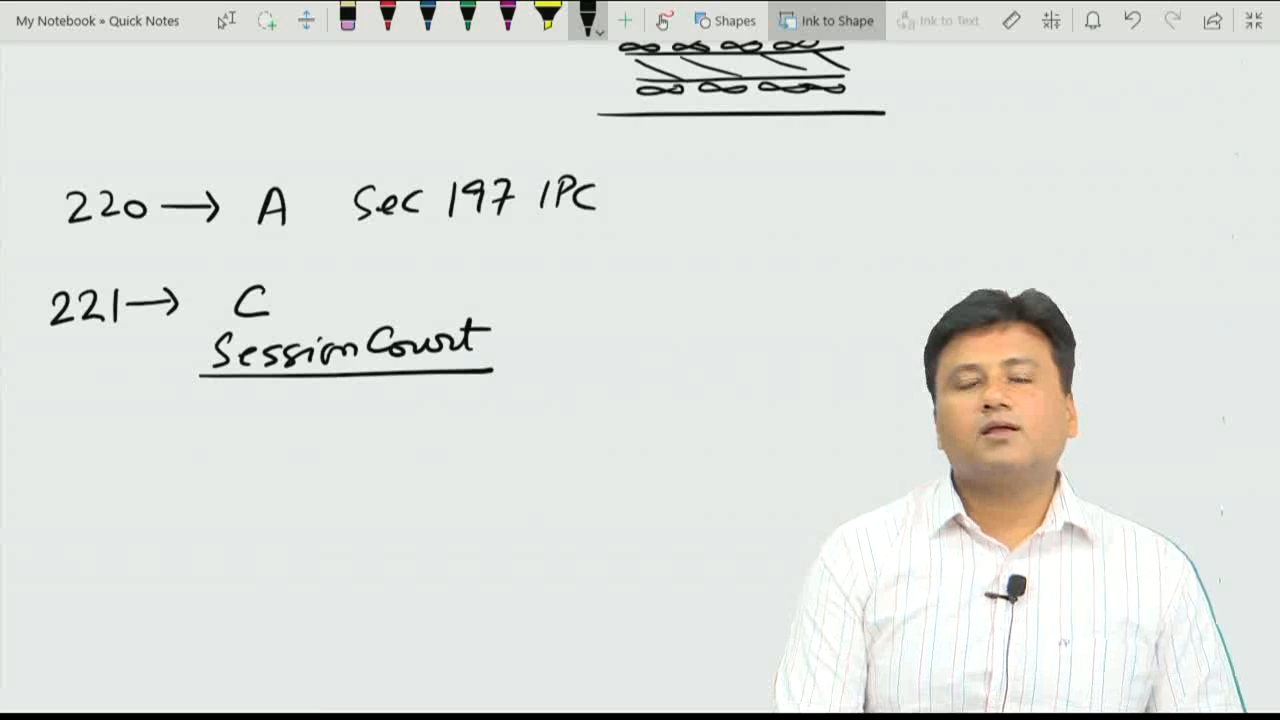 My Notebook » Quick Notes Shapes Ink to Shape Ink to Text
220 → A Sec 197 IPC
221 → C
Session Court